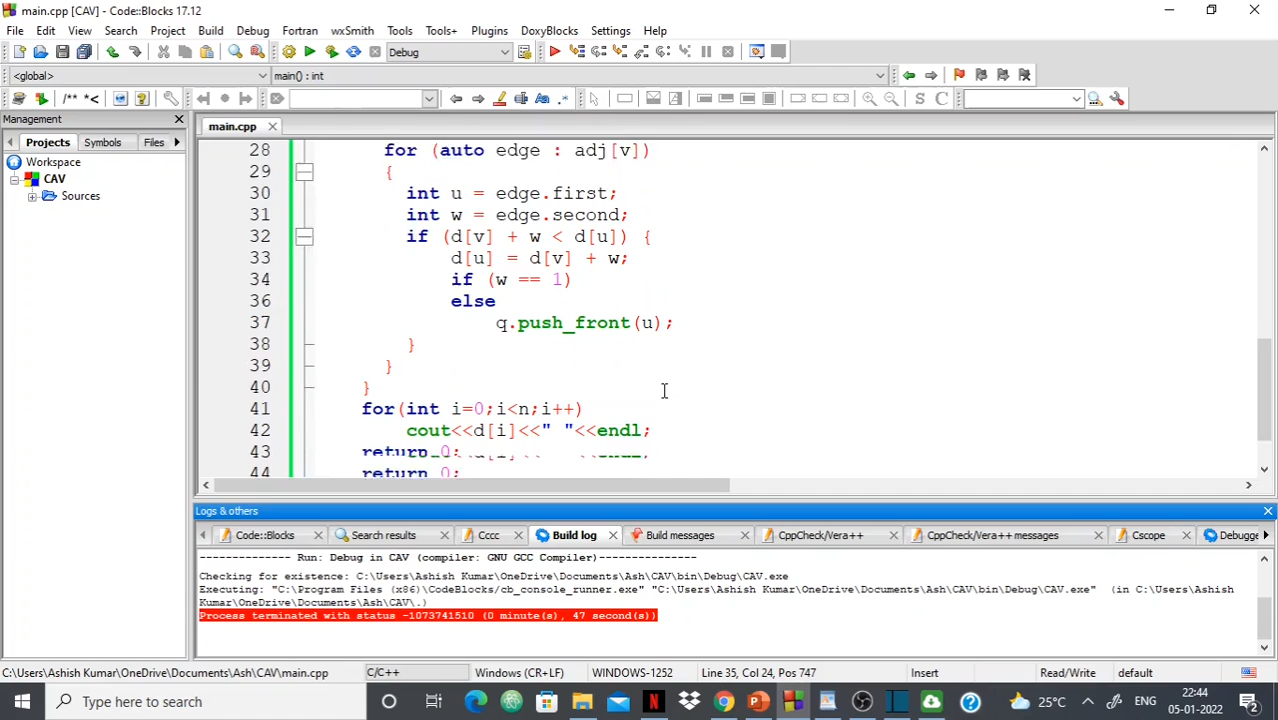 main.cpp [CAV] - Code::Blocks 17.12
File Edit View Search Project Build Debug Fortran wxSmith Tools Tools+ Plugins DoxyBlocks Settings Help
Debug
<global> main() : int
/** *< Aa .* S C
Management
main.cpp
Projects Symbols Files
Workspace
CAV
Sources
28 for (auto edge : adj[v])
29 {
30 int u = edge.first;
31 int w = edge.second;
32 if (d[v] + w < d[u]) {
33 d[u] = d[v] + w;
34 if (w == 1)
36 else
37 q.push_front(u);
38 }
39 }
40 }
41 for(int i=0;i<n;i++)
42 cout<<d[i]<<" "<<endl;
43 return 0;
44 return 0;
Logs & others
Code::Blocks Search results Cccc Build log Build messages CppCheck/Vera++ CppCheck/Vera++ messages Cscope Debugge
-------------- Run: Debug in CAV (compiler: GNU GCC Compiler)---------------
Checking for existence: C:\Users\Ashish Kumar\OneDrive\Documents\Ash\CAV\bin\Debug\CAV.exe
Executing: "C:\Program Files (x86)\CodeBlocks/cb_console_runner.exe" "C:\Users\Ashish Kumar\OneDrive\Documents\Ash\CAV\bin\Debug\CAV.exe" (in C:\Users\Ashish
Kumar\OneDrive\Documents\Ash\CAV\.)
Process terminated with status -1073741510 (0 minute(s), 47 second(s))
C:\Users\Ashish Kumar\OneDrive\Documents\Ash\CAV\main.cpp C/C++ Windows (CR+LF) WINDOWS-1252 Line 35, Col 24, Pos 747 Insert Read/Write default
Type here to search 25°C ENG 22:44
05-01-2022 2